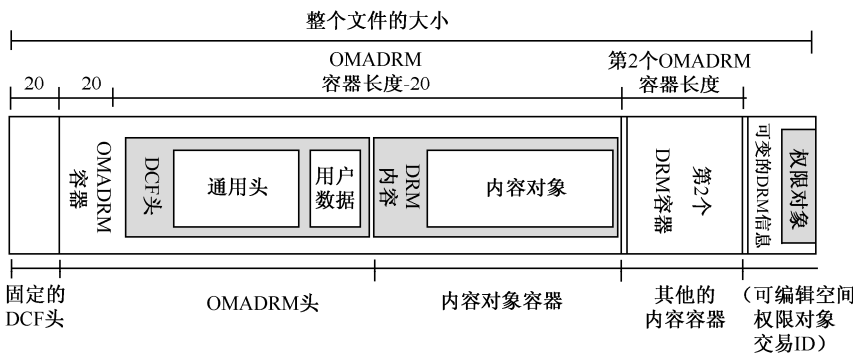 整个文件的大小
OMADRM
容器长度-20
第2个OMADRM
容器长度
20
20
OMADRM
容器
DCF头
通用头
用户
数据
DRM
内容
内容对象
第2个
DRM容器
可变的DRM信息
权限对象
固定的
DCF头
OMADRM头
内容对象容器
其他的
内容容器
（可编辑空间
权限对象
交易ID）